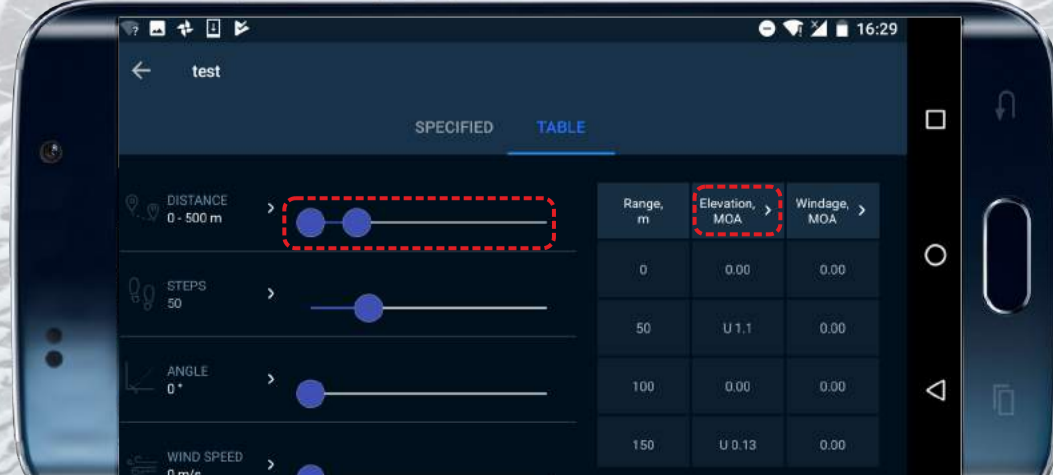 16:29
test
SPECIFIED TABLE
DISTANCE
0 - 500 m
STEPS
50
ANGLE
0 °
WIND SPEED
0 m/s
Range, m Elevation, MOA Windage, MOA
0 0.00 0.00
50 U 1.1 0.00
100 0.00 0.00
150 U 0.13 0.00